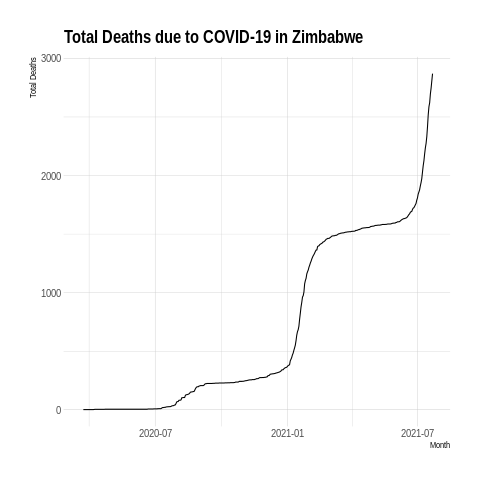 Total Deaths due to COVID-19 in Zimbabwe
Total Deaths
3000
2000
1000
0
2020-07 2021-01 2021-07
Month